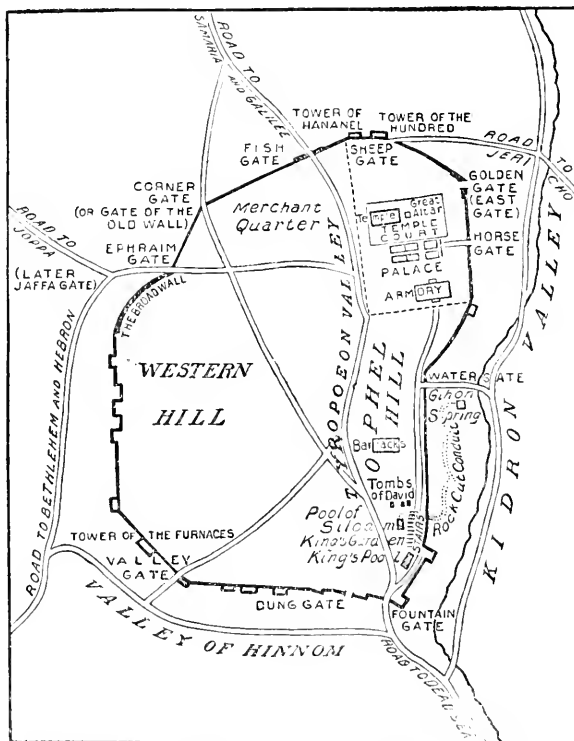 ROAD TO
SAMARIA
AND GALILEE
TOWER OF
HANANEL
TOWER OF THE
HUNDRED
ROAD TO
JERICHO
FISH
GATE
SHEEP
GATE
GOLDEN
GATE
(EAST
GATE)
CORNER
GATE
(OR GATE OF THE
OLD WALL)
Merchant
Quarter
Temple
Great
Altar
TEMPLE
COURT
HORSE
GATE
PALACE
ARMORY
ROAD TO
JOPPA
EPHRAIM
GATE
(LATER
JAFFA GATE)
THE BROAD WALL
TYROPOEON VALLEY
OPHEL
HILL
KIDRON VALLEY
WESTERN
HILL
WATER GATE
Gihon
Spring
Barracks
Rock Cut Conduit
Tombs
of David
Pool of
Siloam
King's Garden
King's Pool
STAIRS
ROAD TO BETHLEHEM AND HEBRON
TOWER OF THE FURNACES
VALLEY
GATE
DUNG GATE
FOUNTAIN
GATE
VALLEY OF HINNOM
ROAD TO DEAD SEA